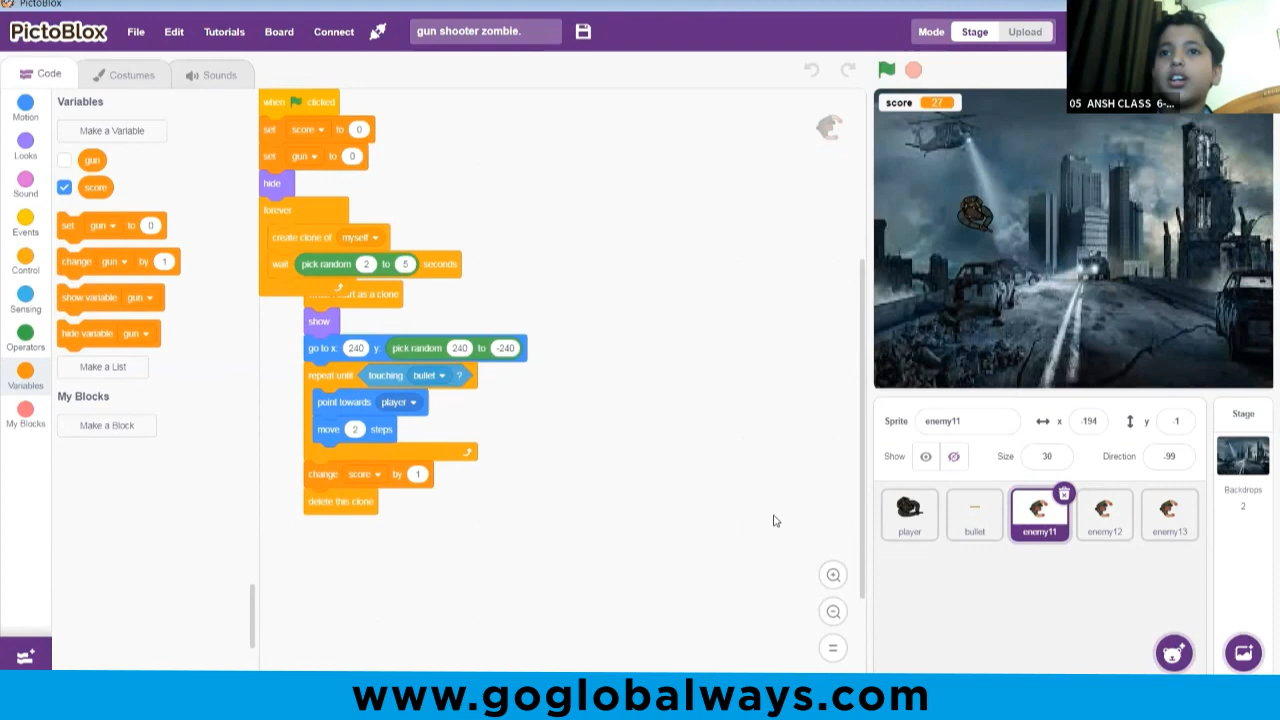 PictoBlox
PictoBlox File Edit Tutorials Board Connect gun shooter zombie. Mode Stage Upload
Code Costumes Sounds
05 ANSH CLASS 6-...
Motion
Looks
Sound
Events
Control
Sensing
Operators
Variables
My Blocks
Variables
Make a Variable
gun
score
set gun to 0
change gun by 1
show variable gun
hide variable gun
Make a List
My Blocks
Make a Block
when clicked
set score to 0
set gun to 0
hide
forever
create clone of myself
wait pick random 2 to 5 seconds
start as a clone
show
go to x: 240 y: pick random 240 to -240
repeat until touching bullet ?
point towards player
move 2 steps
change score by 1
delete this clone
score 27
Sprite enemy11 x -194 y -1
Show Size 30 Direction -99
player bullet enemy11 enemy12 enemy13
Stage
Backdrops
2
www.goglobalways.com